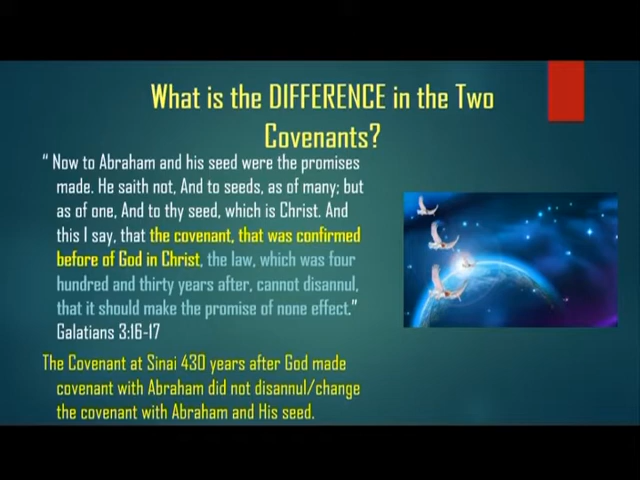 What is the DIFFERENCE in the Two
Covenants?
“ Now to Abraham and his seed were the promises
made. He saith not, And to seeds, as of many; but
as of one, And to thy seed, which is Christ. And
this I say, that the covenant, that was confirmed
before of God in Christ, the law, which was four
hundred and thirty years after, cannot disannul,
that it should make the promise of none effect.”
Galatians 3:16-17
The Covenant at Sinai 430 years after God made
covenant with Abraham did not disannul/change
the covenant with Abraham and His seed.